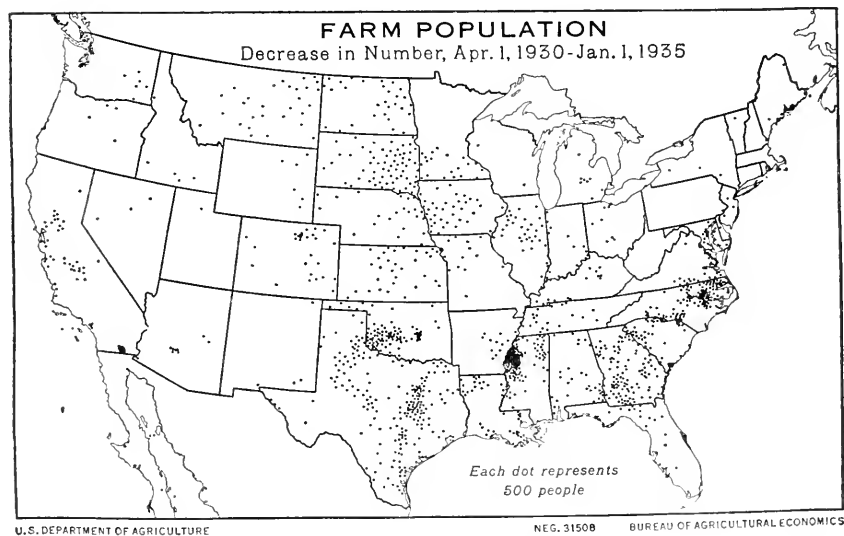 FARM POPULATION
Decrease in Number, Apr. 1, 1930-Jan. 1, 1935
Each dot represents
500 people
U.S. DEPARTMENT OF AGRICULTURE
NEG. 31508
BUREAU OF AGRICULTURAL ECONOMICS